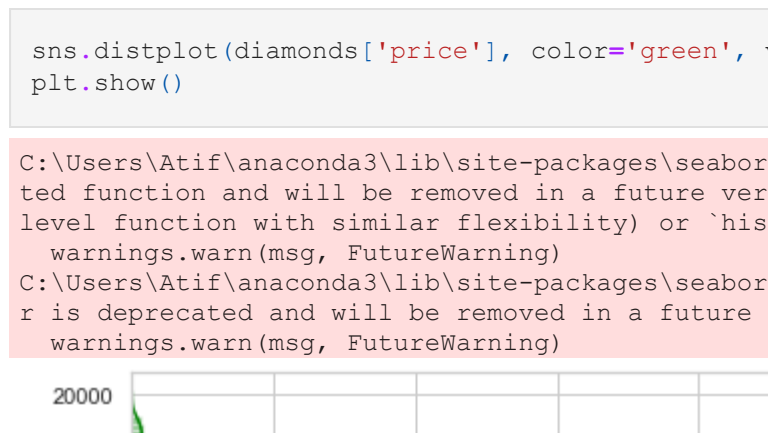 sns.distplot(diamonds['price'], color='green',
plt.show()
C:\Users\Atif\anaconda3\lib\site-packages\seabor
ted function and will be removed in a future ver
level function with similar flexibility) or `his
  warnings.warn(msg, FutureWarning)
C:\Users\Atif\anaconda3\lib\site-packages\seabor
r is deprecated and will be removed in a future
  warnings.warn(msg, FutureWarning)
20000